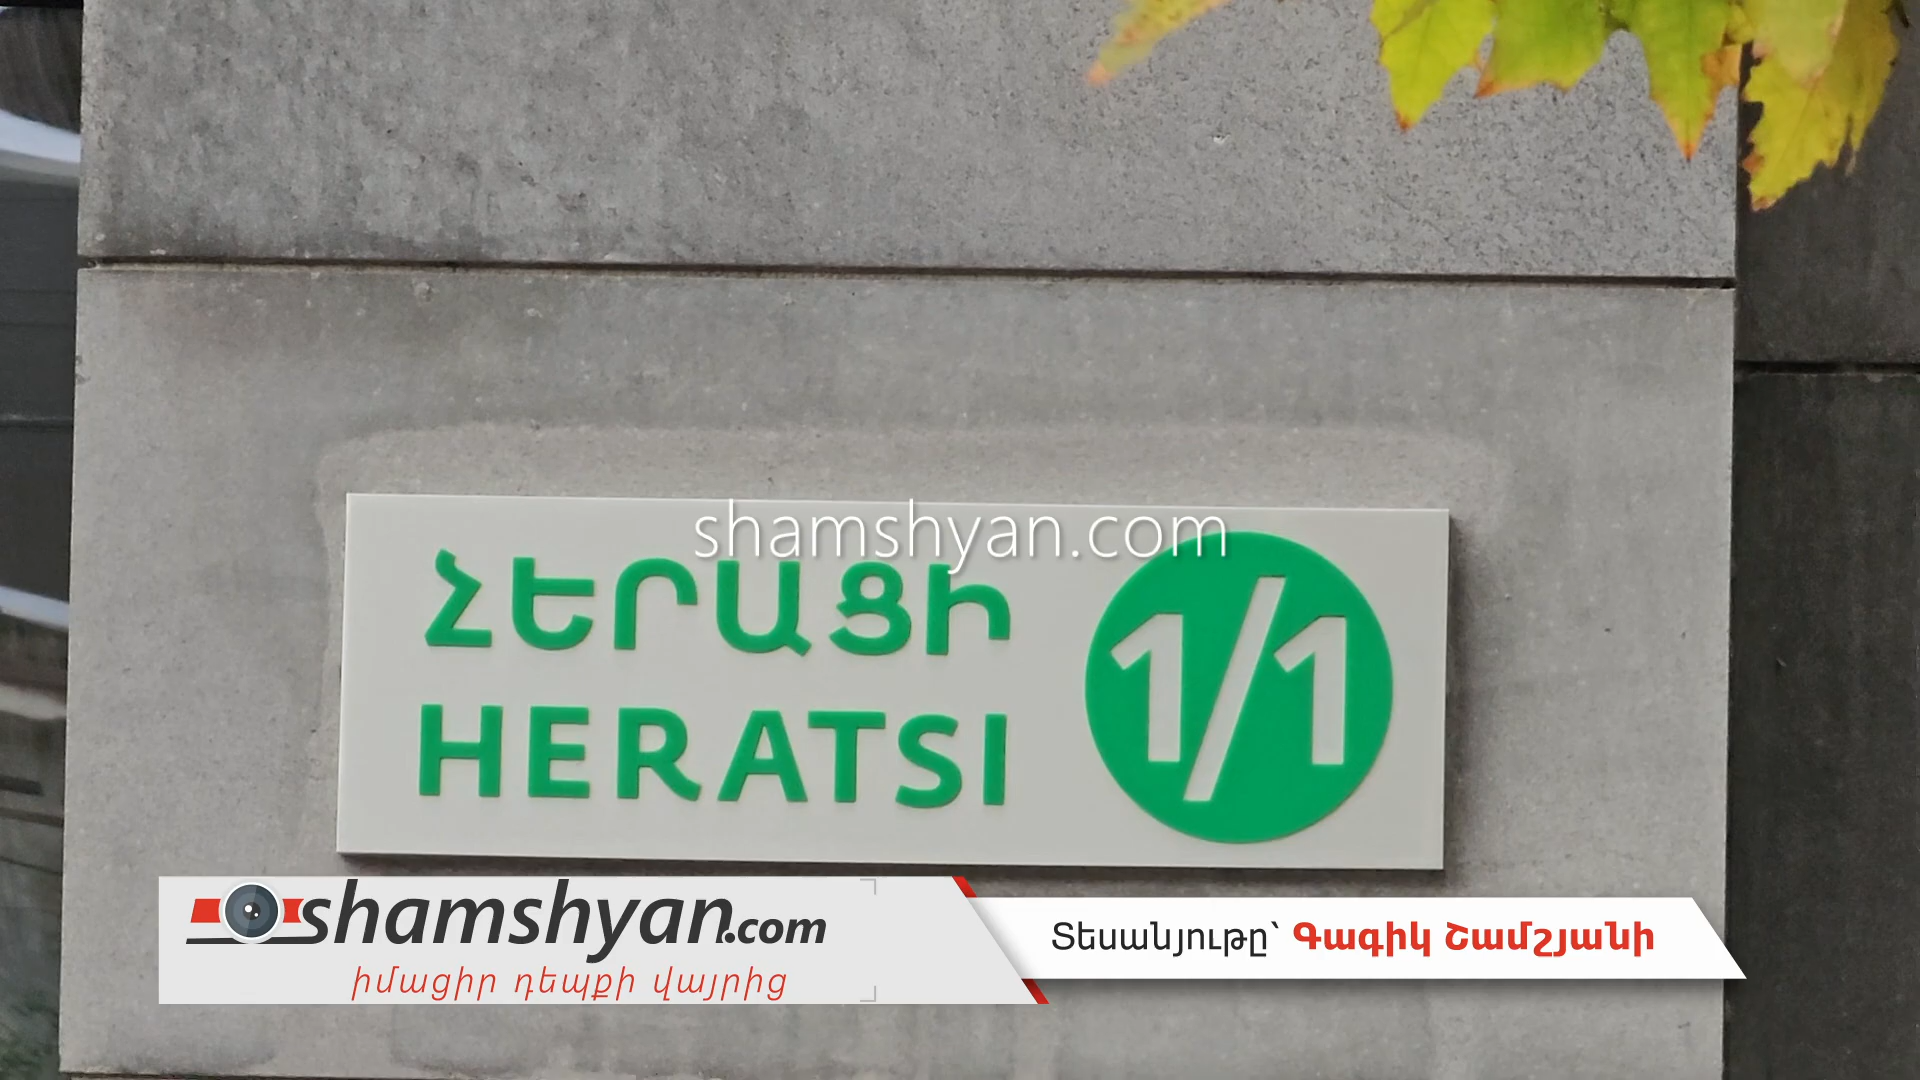 shamshyan.com
ՀԵՐԱՑԻ
HERATSI
1/1
shamshyan.com
իմացիր դեպքի վայրից
Տեսանյութը՝ Գագիկ Շամշյանի